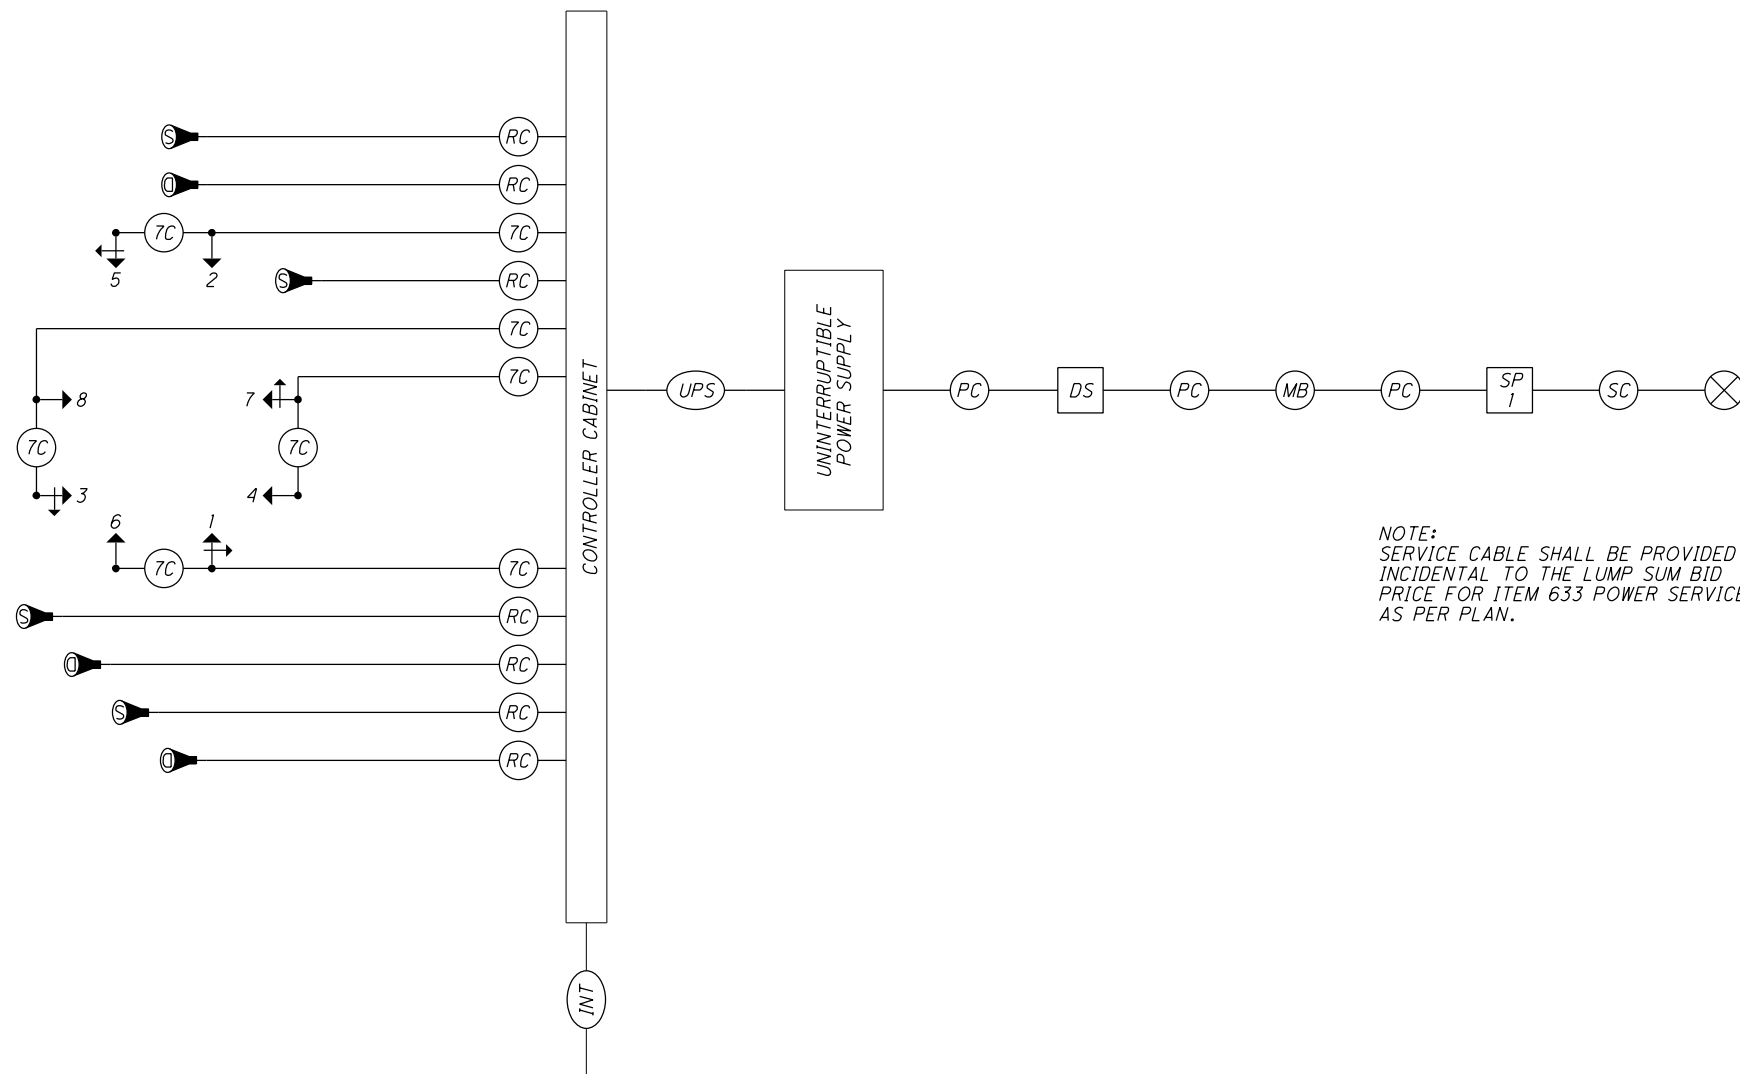 S
RC
D
RC
7C
7C
5
2
S
RC
7C
7C
8
7
7C
7C
3
4
6
1
7C
7C
S
RC
D
RC
S
RC
D
RC
CONTROLLER CABINET
INT
UPS
UNINTERRUPTIBLE
POWER SUPPLY
PC
DS
PC
MB
PC
SP
1
SC
NOTE:
SERVICE CABLE SHALL BE PROVIDED
INCIDENTAL TO THE LUMP SUM BID
PRICE FOR ITEM 633 POWER SERVICE
AS PER PLAN.